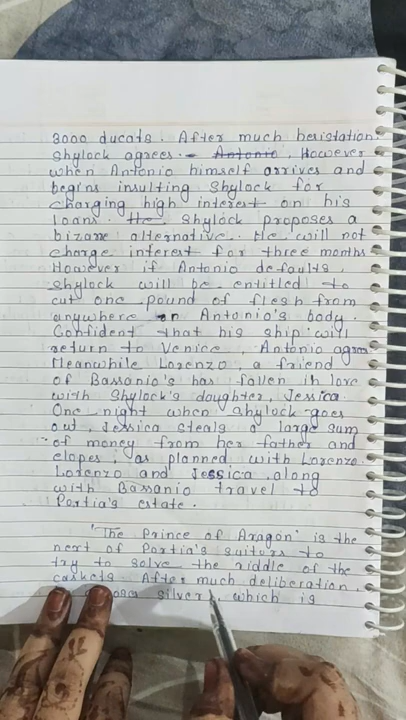 3000 ducats. After much hesistation.
Shylock agrees. Antonio. However
when Antonio himself arrives and
begins insulting Shylock for
charging high interest on his
loans. the Shylock proposes a
bizare alternative. He will not
charge interest for three months
However if Antonio defaults,
shylock will be entitled to
cut one pound of flesh from
anywhere on Antonio's body.
Confident that his ship will
return to Venice, Antonio agree
Meanwhile Lorenzo, a friend
of Bassanio's has fallen in love
with Shylock's daughter, Jessica.
One night when Shylock goes
out, Jessica steals a large sum
of money from her father and
elopes, as planned with Lorenzo.
Lorenzo and Jessica, along
with Bassanio travel to
Portia's estate.
"The Prince of Aragon" is the
next of Portia's suitors to
try to solve the riddle of the
caskets. After much deliberation,
silver, which is